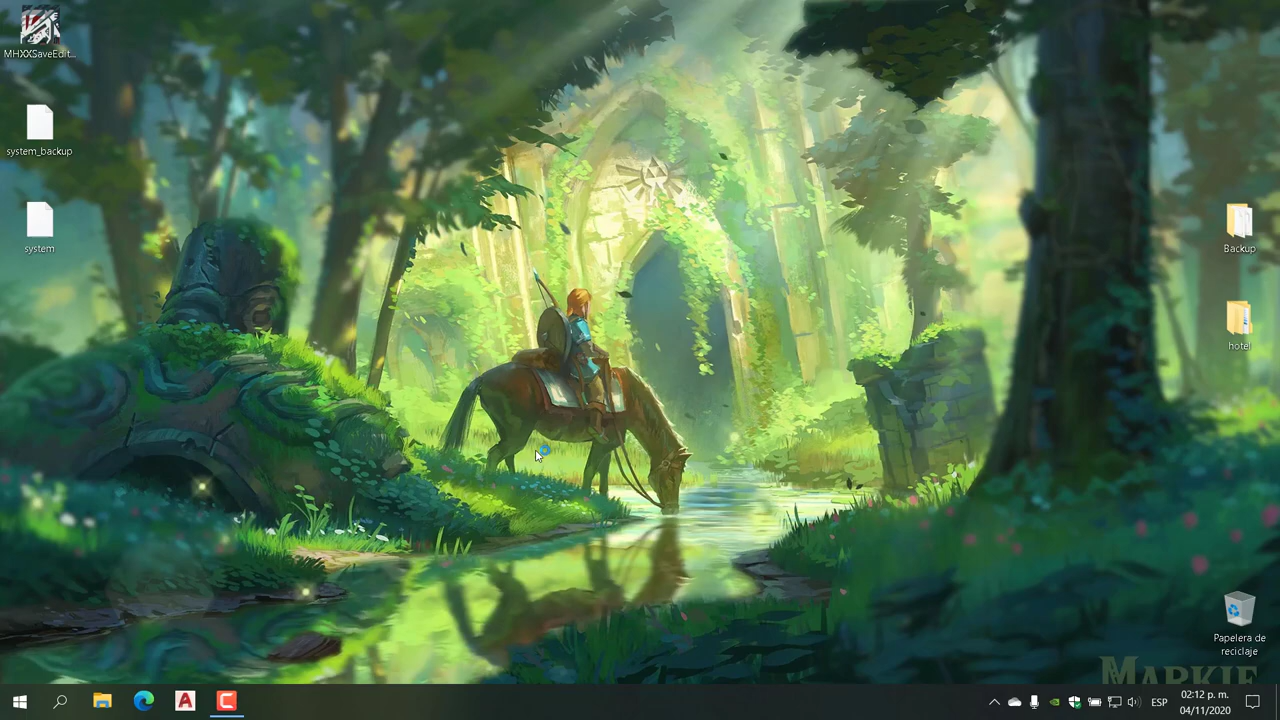 MHXXSaveEdit...
system_backup
system
Backup
hotel
Papelera de
reciclaje
MARKIE
ESP
02:12 p. m.
04/11/2020